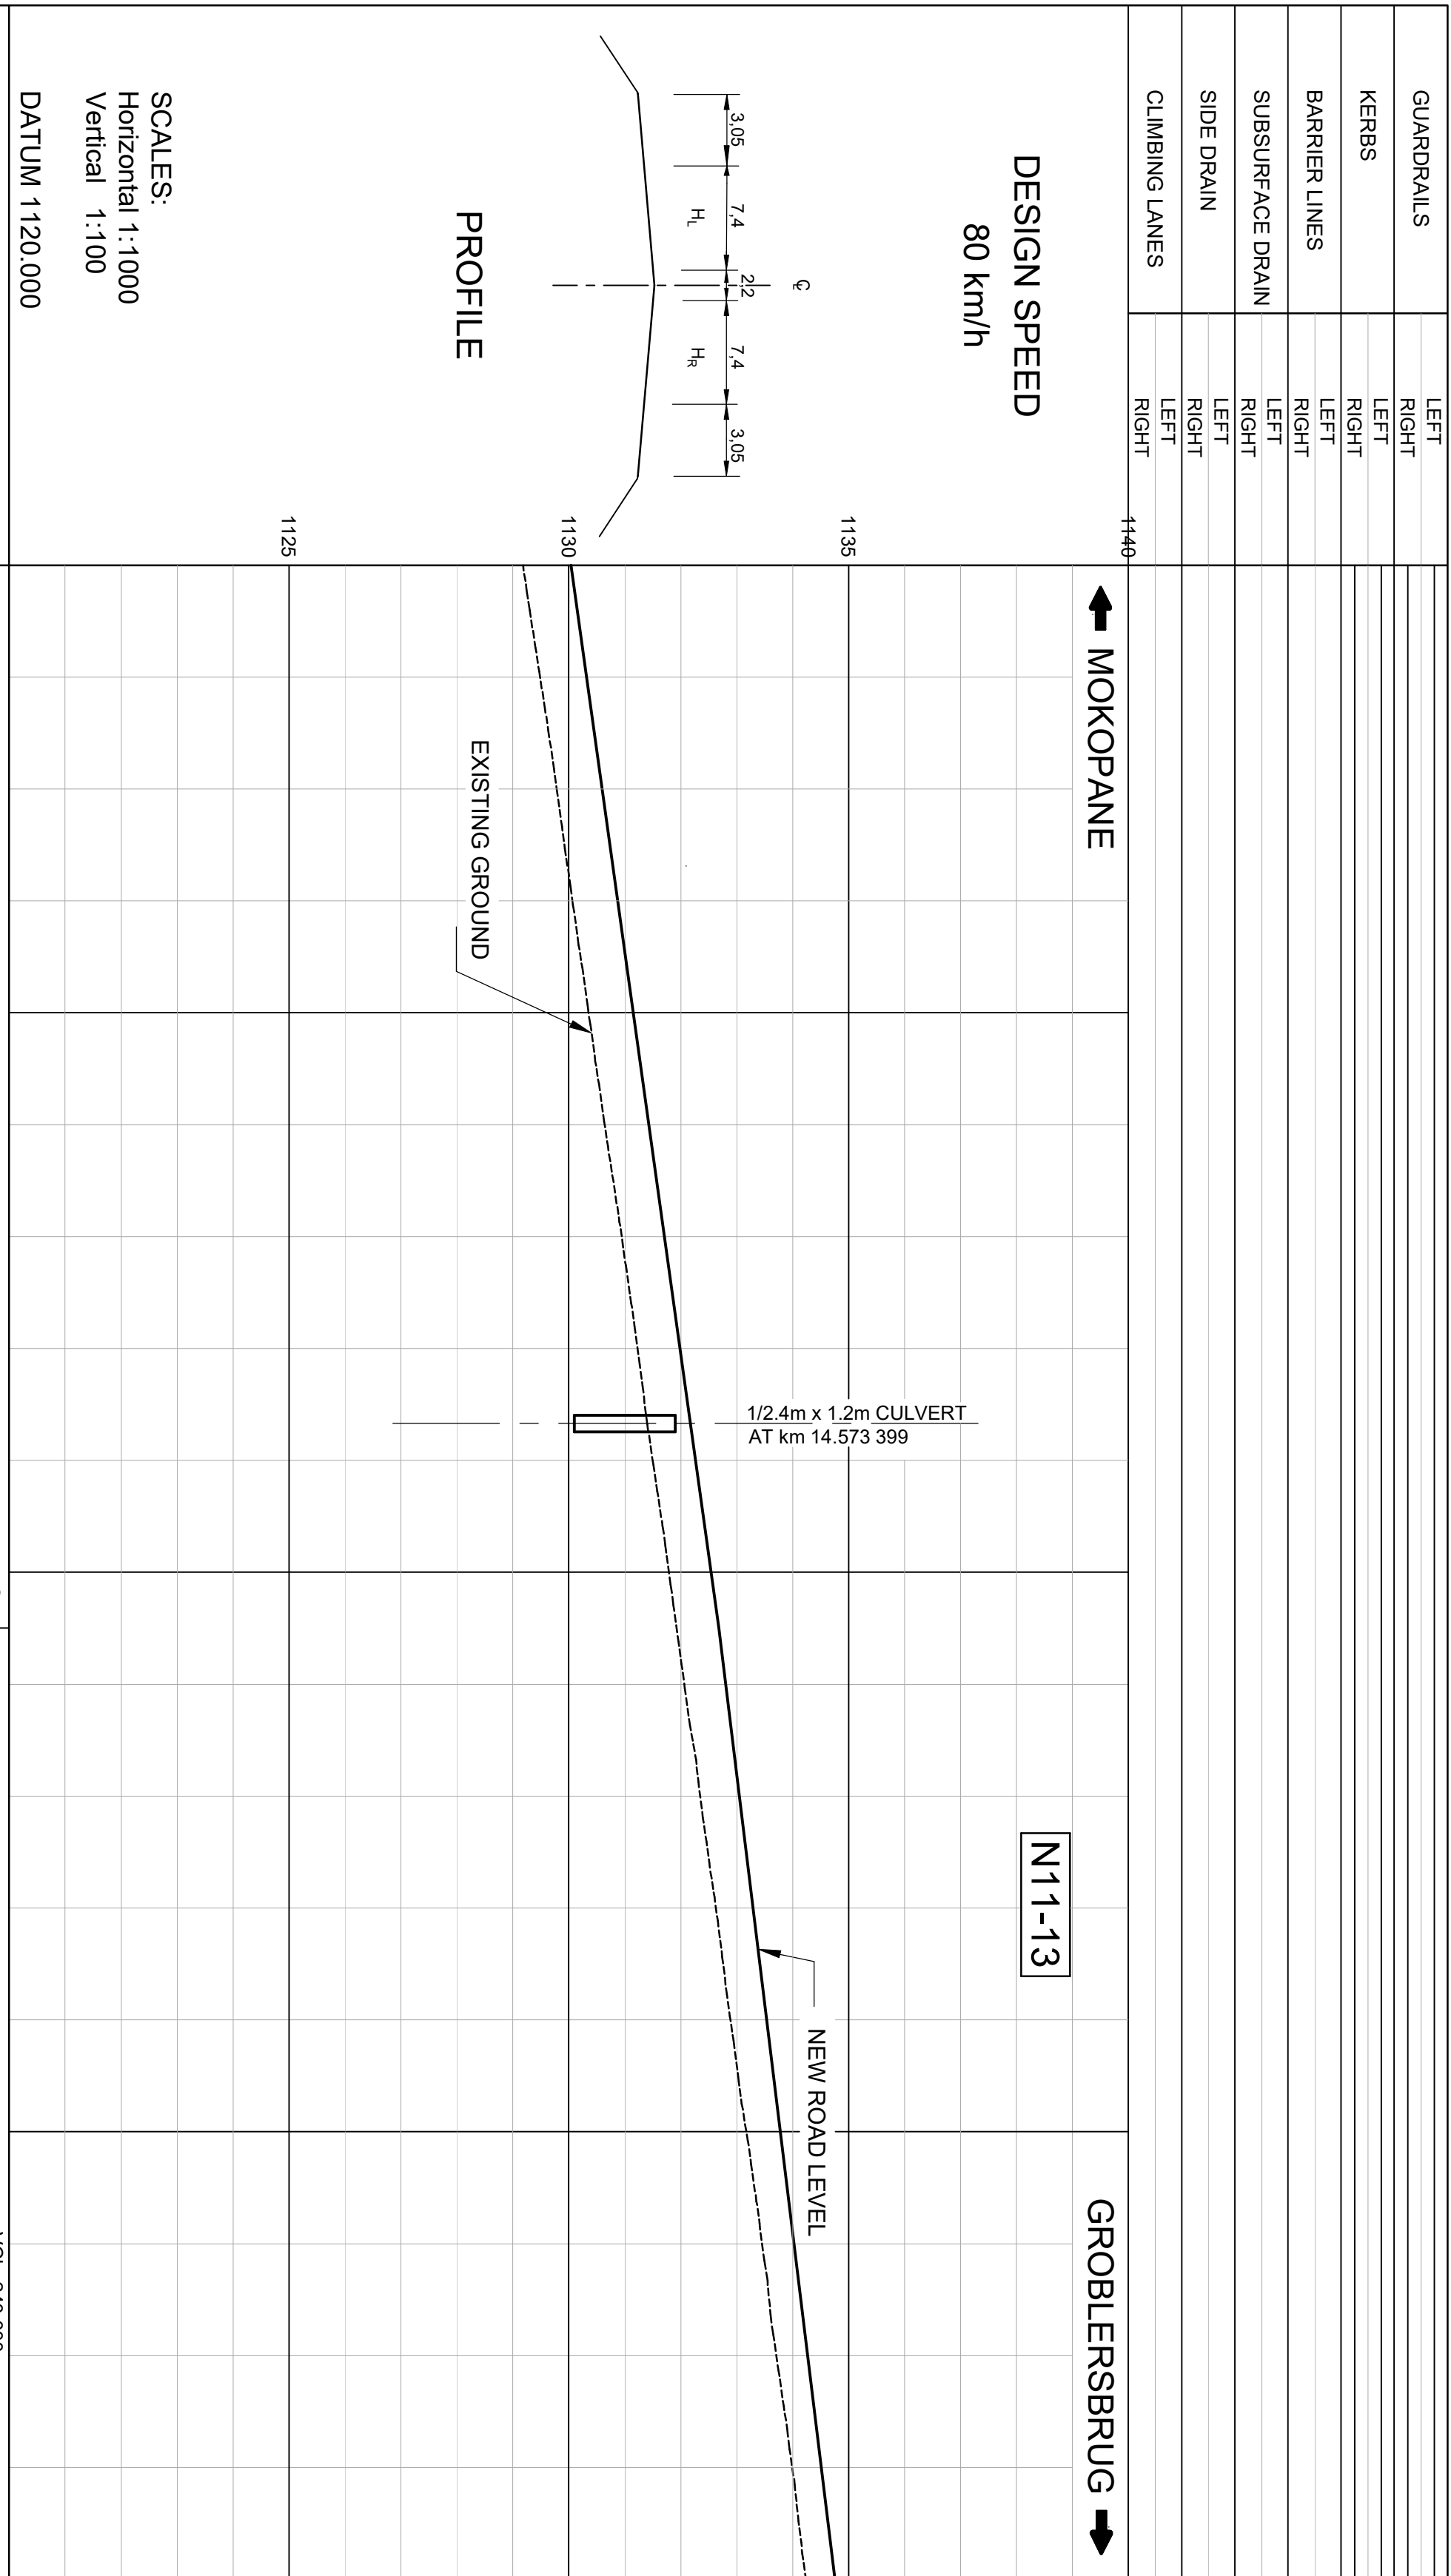 GUARDRAILS
LEFT
RIGHT
KERBS
LEFT
RIGHT
BARRIER LINES
LEFT
RIGHT
SUBSURFACE DRAIN
LEFT
RIGHT
SIDE DRAIN
LEFT
RIGHT
CLIMBING LANES
LEFT
RIGHT
1140
MOKOPANE
GROBLERSBRUG
DESIGN SPEED
80 km/h
N11-13
1135
NEW ROAD LEVEL
1/2.4m x 1.2m CULVERT
AT km 14.573 399
3,05
7,4
2,2
7,4
3,05
HL
HR
1130
PROFILE
EXISTING GROUND
1125
SCALES:
Horizontal 1:1000
Vertical 1:100
DATUM 1120.000